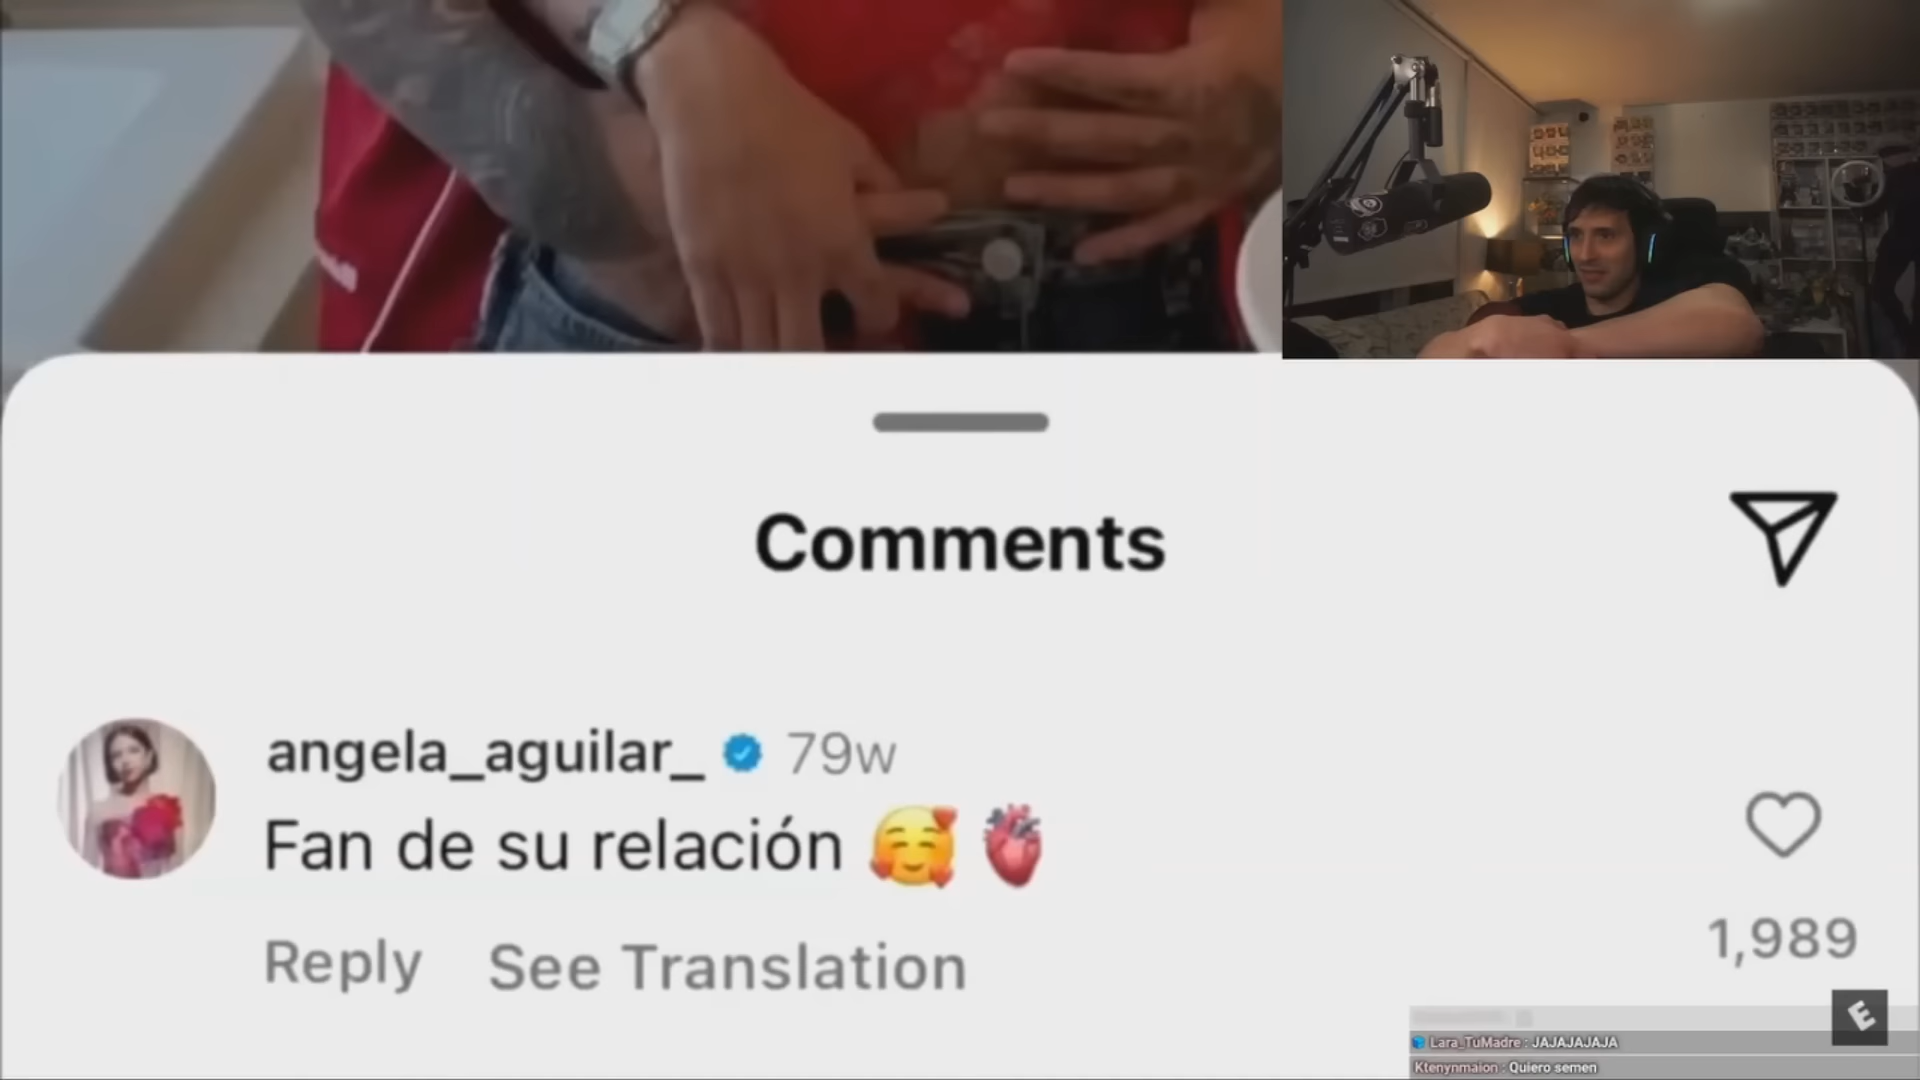 Comments
angela_aguilar_ 79w
Fan de su relación 🥰 🫀
Reply See Translation
1,989
E
Lara_TuMadre : JAJAJAJAJA
Ktenynmaion : Quiero semen